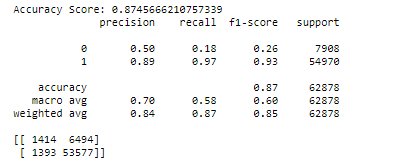 Accuracy Score: 0.8745666210757339
precision recall f1-score support
0 0.50 0.18 0.26 7908
1 0.89 0.97 0.93 54970
accuracy 0.87 62878
macro avg 0.70 0.58 0.60 62878
weighted avg 0.84 0.87 0.85 62878
[[ 1414 6494]
[ 1393 53577]]